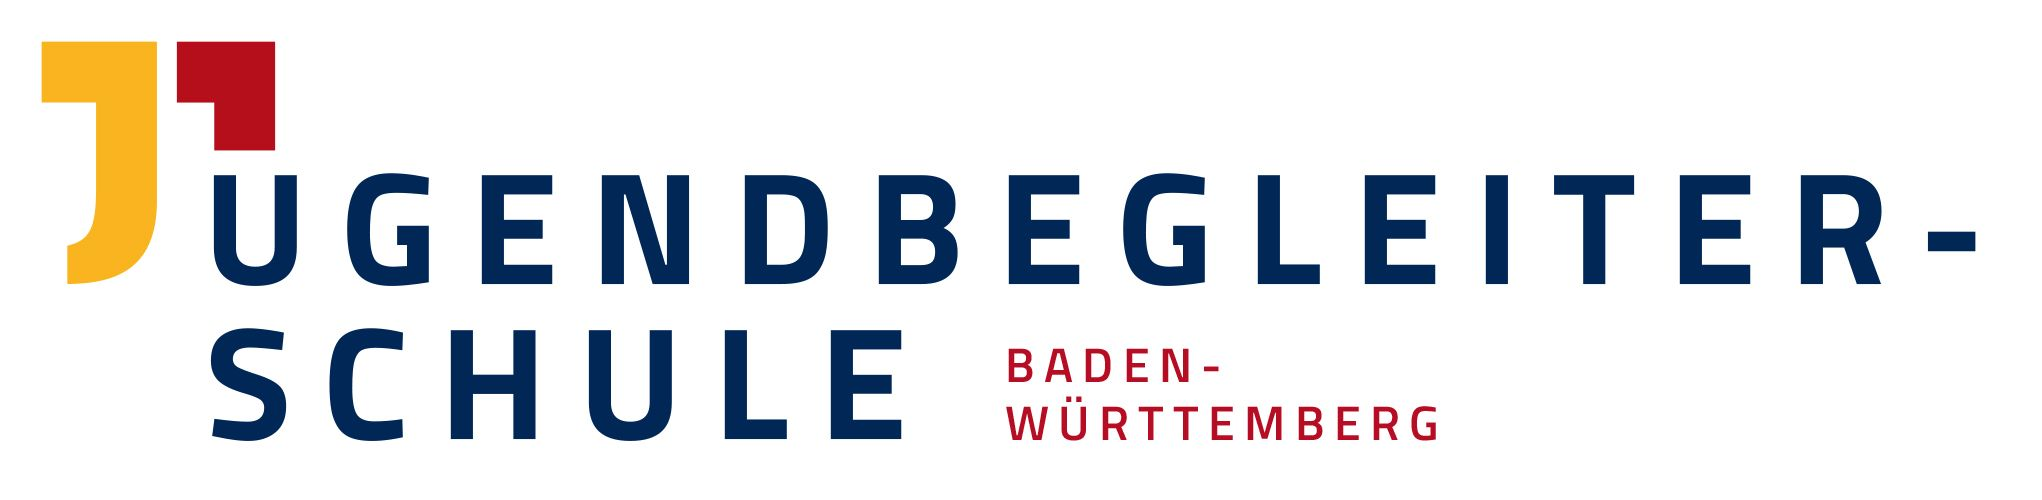 JUGENDBEGLEITER-
SCHULE
BADEN-
WÜRTTEMBERG